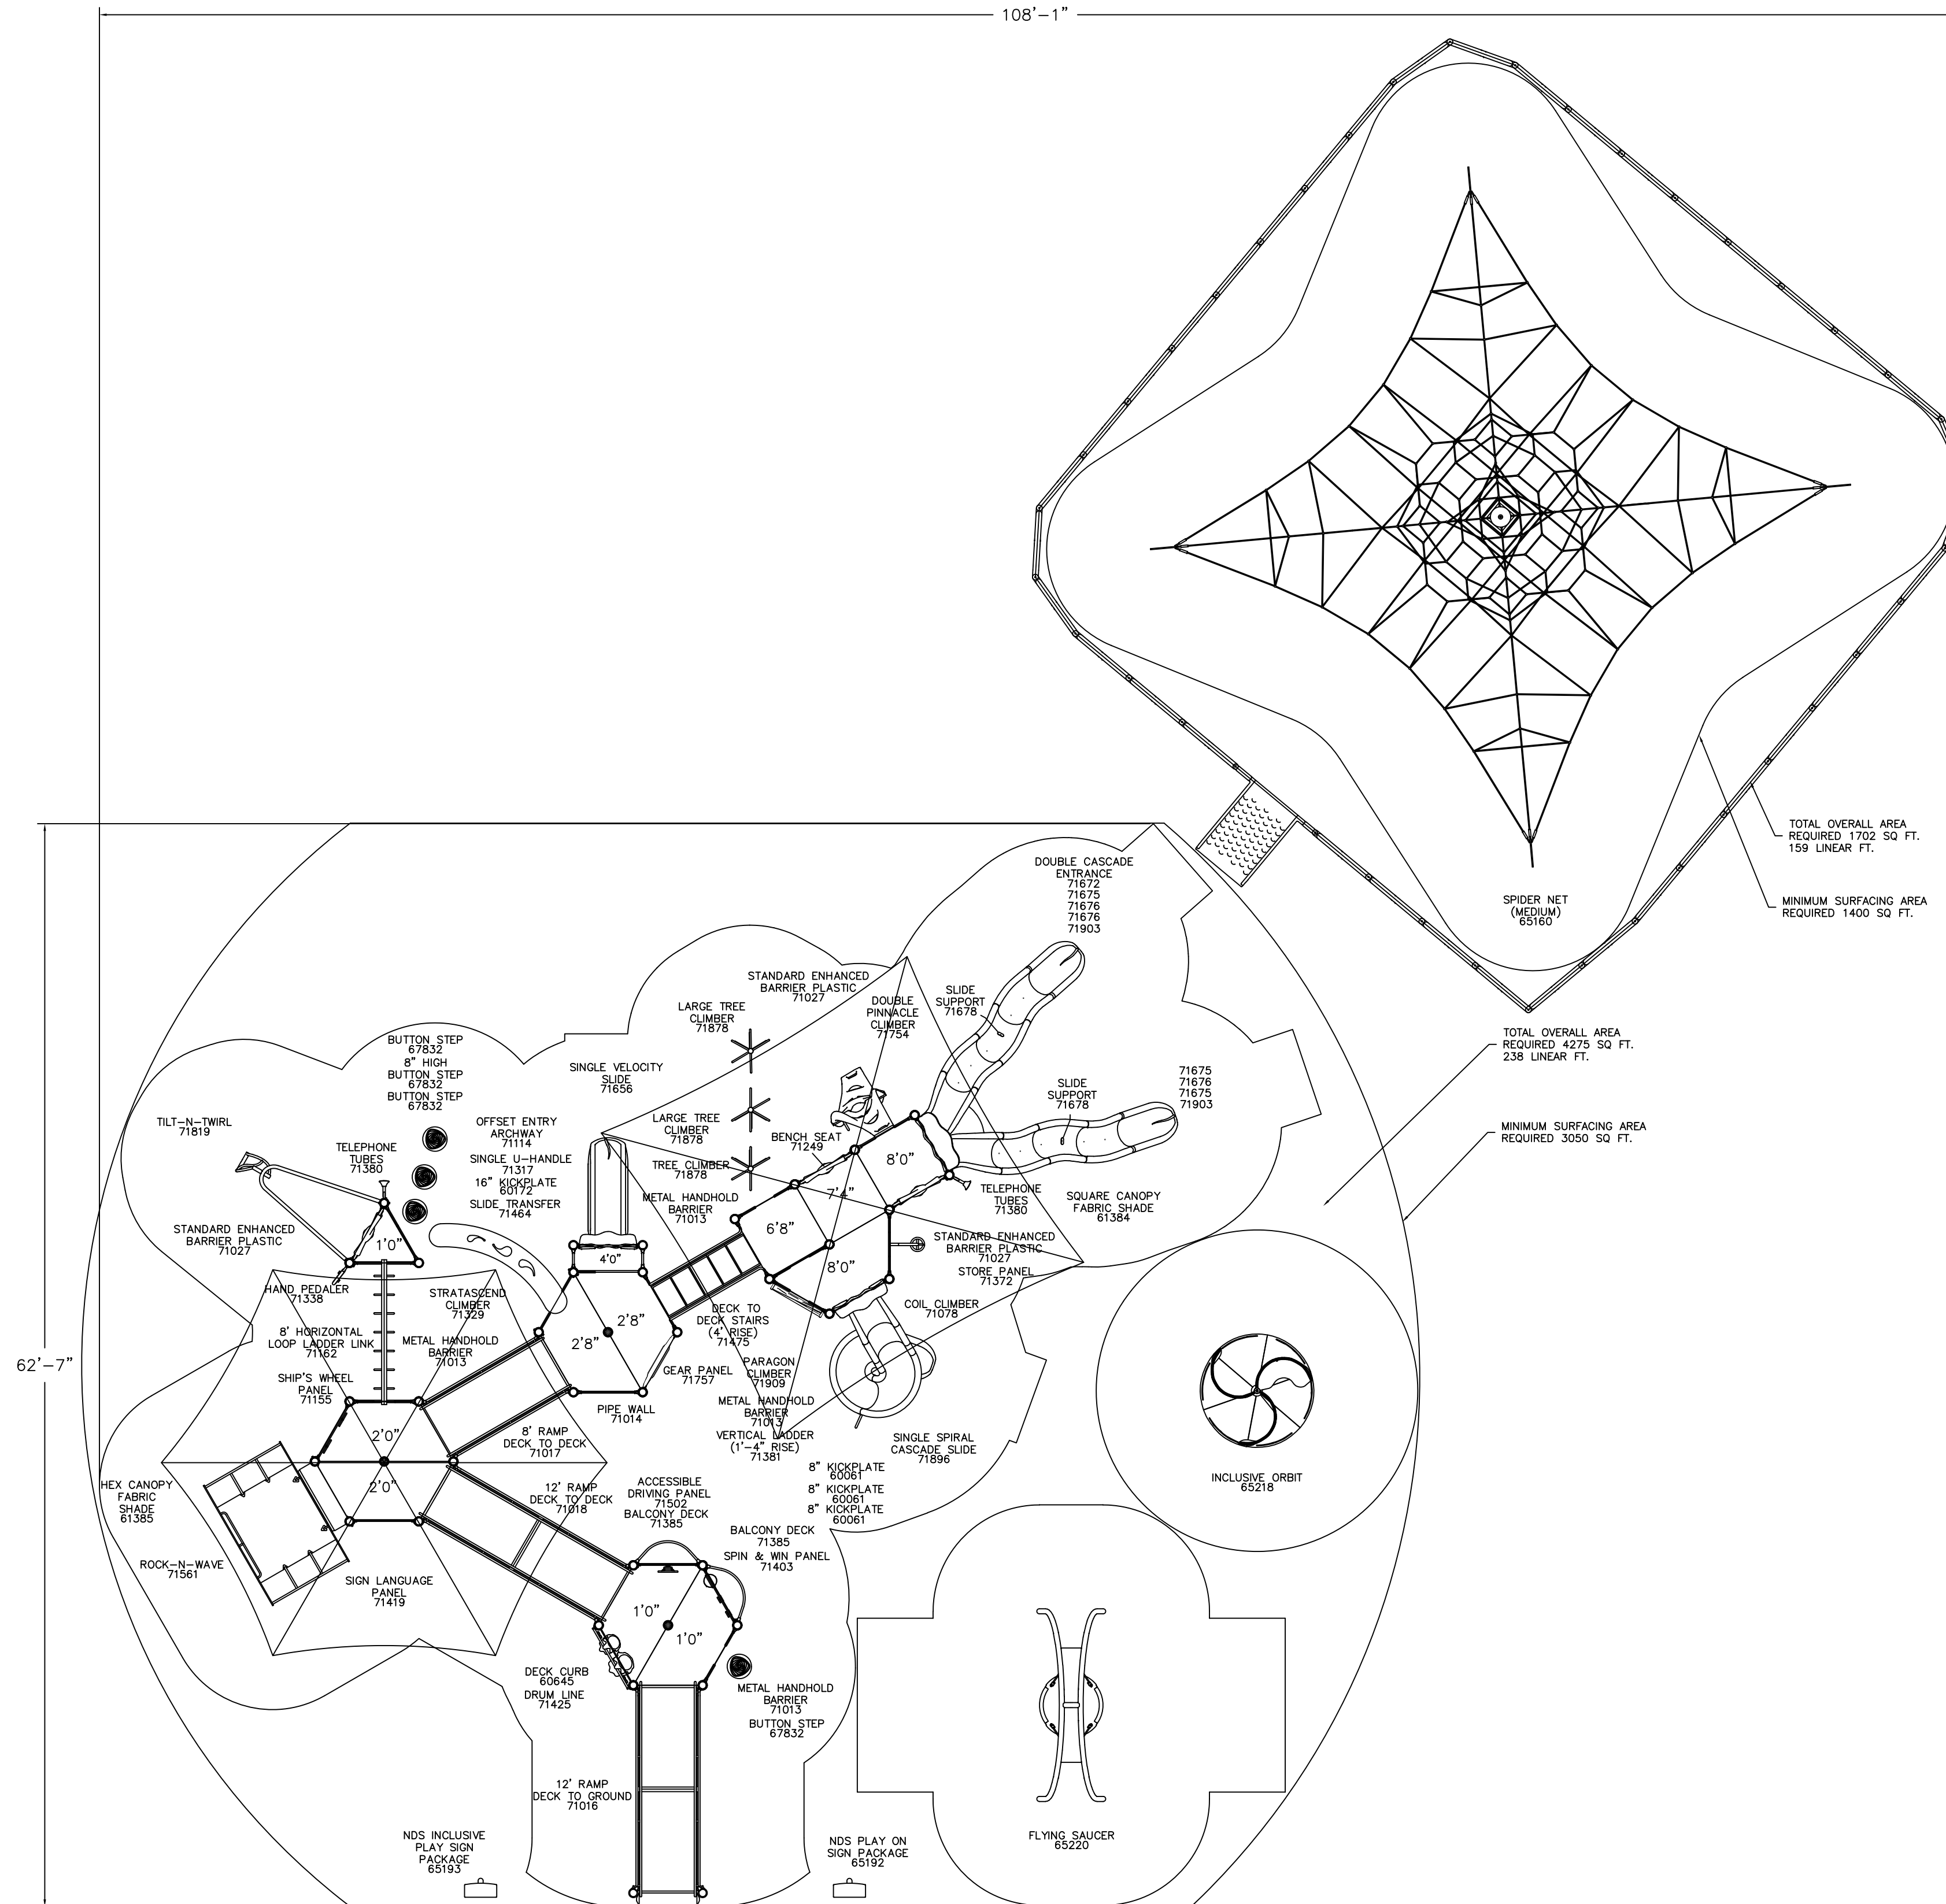 108'-1"
TOTAL OVERALL AREA
REQUIRED 1702 SQ FT.
159 LINEAR FT.
MINIMUM SURFACING AREA
REQUIRED 1400 SQ FT.
SPIDER NET
(MEDIUM)
65160
TOTAL OVERALL AREA
REQUIRED 4275 SQ FT.
238 LINEAR FT.
MINIMUM SURFACING AREA
REQUIRED 3050 SQ FT.
62'-7"
DOUBLE CASCADE
ENTRANCE
71672
71675
71676
71676
71903
STANDARD ENHANCED
BARRIER PLASTIC
71027
DOUBLE
PINNACLE
CLIMBER
71754
SLIDE
SUPPORT
71678
LARGE TREE
CLIMBER
71878
BUTTON STEP
67832
8" HIGH
BUTTON STEP
67832
BUTTON STEP
67832
SINGLE VELOCITY
SLIDE
71656
71675
71676
71675
71903
SLIDE
SUPPORT
71678
TILT-N-TWIRL
71819
TELEPHONE
TUBES
71380
OFFSET ENTRY
ARCHWAY
71114
SINGLE U-HANDLE
71317
16" KICKPLATE
60172
SLIDE TRANSFER
71464
LARGE TREE
CLIMBER
71878
BENCH SEAT
71249
TREE CLIMBER
71878
8'0"
7'4"
6'8"
8'0"
METAL HANDHOLD
BARRIER
71013
TELEPHONE
TUBES
71380
SQUARE CANOPY
FABRIC SHADE
61384
STANDARD ENHANCED
BARRIER PLASTIC
71027
1'0"
4'0"
STANDARD ENHANCED
BARRIER PLASTIC
71027
STORE PANEL
71372
HAND PEDALER
71338
STRATASCEND
CLIMBER
71329
2'8"
2'8"
DECK TO
DECK STAIRS
(4' RISE)
71475
COIL CLIMBER
71078
8' HORIZONTAL
LOOP LADDER LINK
71162
METAL HANDHOLD
BARRIER
71013
SHIP'S WHEEL
PANEL
71155
GEAR PANEL
71757
PARAGON
CLIMBER
71909
PIPE WALL
71014
METAL HANDHOLD
BARRIER
71013
VERTICAL LADDER
(1'-4" RISE)
71381
2'0"
2'0"
8' RAMP
DECK TO DECK
71017
SINGLE SPIRAL
CASCADE SLIDE
71896
8" KICKPLATE
60061
8" KICKPLATE
60061
8" KICKPLATE
60061
INCLUSIVE ORBIT
65218
HEX CANOPY
FABRIC
SHADE
61385
12' RAMP
DECK TO DECK
71018
ACCESSIBLE
DRIVING PANEL
71502
BALCONY DECK
71385
BALCONY DECK
71385
SPIN & WIN PANEL
71403
ROCK-N-WAVE
71561
SIGN LANGUAGE
PANEL
71419
1'0"
1'0"
DECK CURB
60645
DRUM LINE
71425
METAL HANDHOLD
BARRIER
71013
BUTTON STEP
67832
12' RAMP
DECK TO GROUND
71016
NDS INCLUSIVE
PLAY SIGN
PACKAGE
65193
NDS PLAY ON
SIGN PACKAGE
65192
FLYING SAUCER
65220